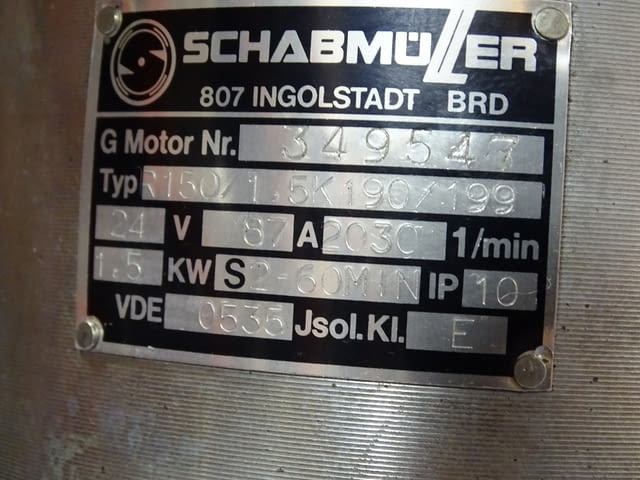 SCHABMÜLLER
807 INGOLSTADT BRD
G Motor Nr. 349547
Typ R150/1.5K190/199
24 V 87 A 2030 1/min
1.5 KW S2-60MIN IP 10
VDE 0535 Jsol.Kl. E